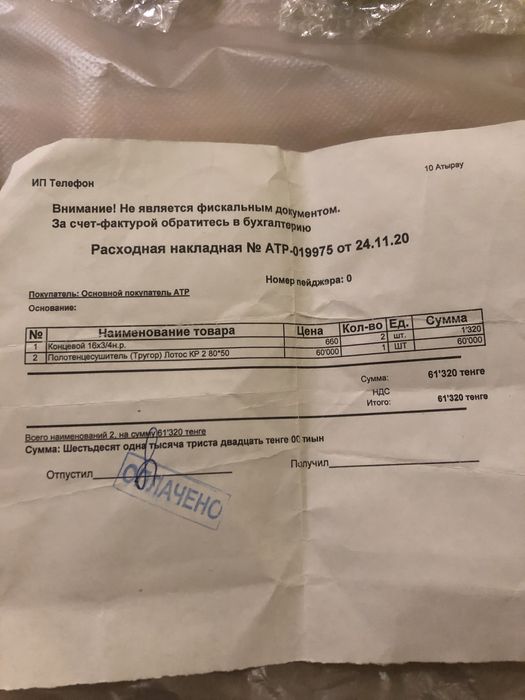 10 Атырау
ИП Телефон
Внимание! Не является фискальным документом.
За счет-фактурой обратитесь в бухгалтерию
Расходная накладная № АТР-019975 от 24.11.20
Номер пейджэра: 0
Покупатель: Основной покупатель АТР
Основание:
№ Наименование товара Цена Кол-во Ед. Сумма
1 Концевой 16х3/4н.р. 660 2 шт. 1'320
2 Полотенцесушитель (Тругор) Лотос КР 2 80*50 60'000 1 ШТ 60'000
Сумма: 61'320 тенге
НДС
Итого: 61'320 тенге
Всего наименований 2, на сумму 61'320 тенге
Сумма: Шестьдесят одна тысяча триста двадцать тенге 00 тиын
Отпустил Получил
ОПЛАЧЕНО